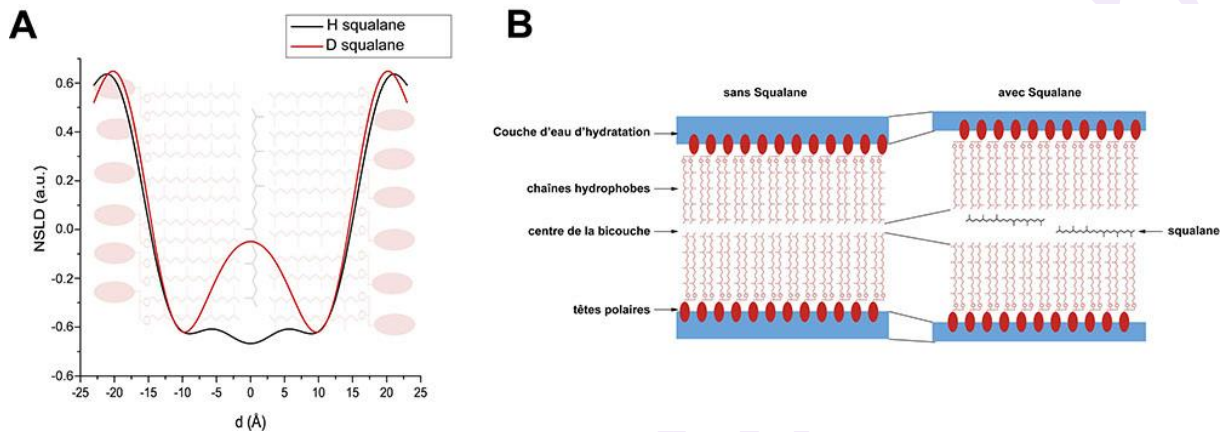 A
H squalane
D squalane
0.6
0.4
0.2
0.0
-0.2
-0.4
-0.6
-0.6
NSLD (a.u.)
-25 -20 -15 -10 -5 0 5 10 15 20 25
d (Å)
B
sans Squalane
avec Squalane
Couche d'eau d'hydratation
chaînes hydrophobes
centre de la bicouche
squalane
têtes polaires